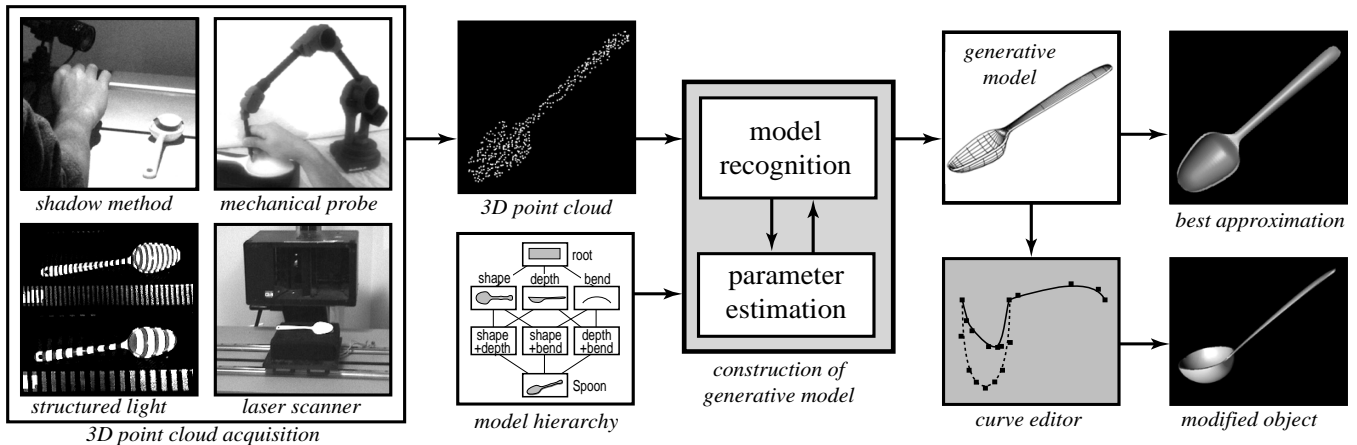 shadow method
mechanical probe
structured light
laser scanner
3D point cloud acquisition
3D point cloud
root
shape
depth
bend
shape
+depth
shape
+bend
depth
+bend
Spoon
model hierarchy
model
recognition
parameter
estimation
construction of
generative model
generative
model
best approximation
curve editor
modified object